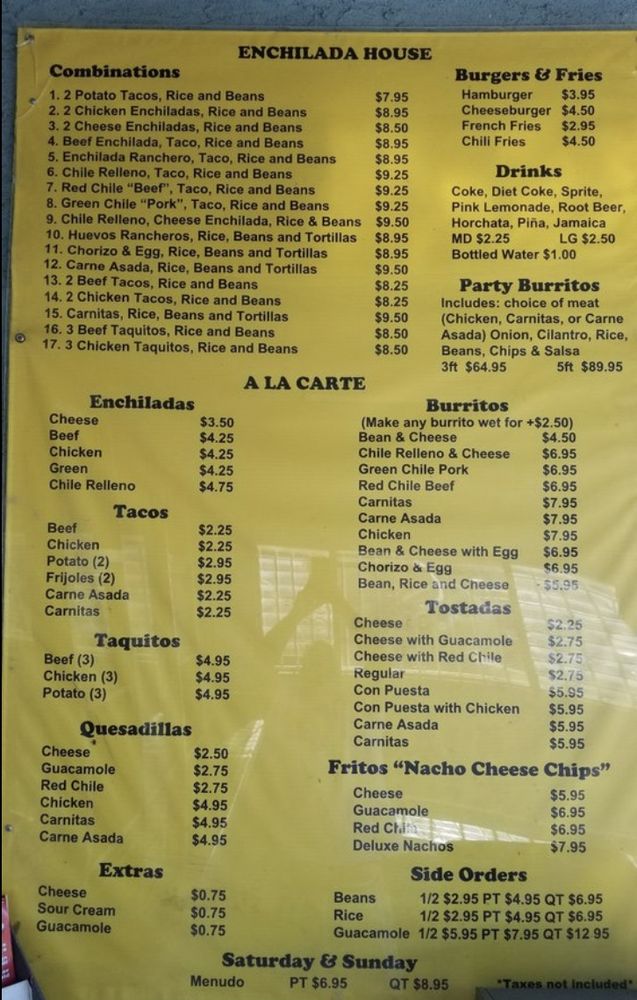 ENCHILADA HOUSE
Combinations
1. 2 Potato Tacos, Rice and Beans $7.95
2. 2 Chicken Enchiladas, Rice and Beans $8.95
3. 2 Cheese Enchiladas, Rice and Beans $8.50
4. Beef Enchilada, Taco, Rice and Beans $8.95
5. Enchilada Ranchero, Taco, Rice and Beans $8.95
6. Chile Relleno, Taco, Rice and Beans $9.25
7. Red Chile "Beef", Taco, Rice and Beans $9.25
8. Green Chile "Pork", Taco, Rice and Beans $9.25
9. Chile Relleno, Cheese Enchilada, Rice & Beans $9.50
10. Huevos Rancheros, Rice, Beans and Tortillas $8.95
11. Chorizo & Egg, Rice, Beans and Tortillas $8.95
12. Carne Asada, Rice, Beans and Tortillas $9.50
13. 2 Beef Tacos, Rice and Beans $8.25
14. 2 Chicken Tacos, Rice and Beans $8.25
15. Carnitas, Rice, Beans and Tortillas $9.50
16. 3 Beef Taquitos, Rice and Beans $8.50
17. 3 Chicken Taquitos, Rice and Beans $8.50
Burgers & Fries
Hamburger $3.95
Cheeseburger $4.50
French Fries $2.95
Chili Fries $4.50
Drinks
Coke, Diet Coke, Sprite,
Pink Lemonade, Root Beer,
Horchata, Piña, Jamaica
MD $2.25 LG $2.50
Bottled Water $1.00
Party Burritos
Includes: choice of meat
(Chicken, Carnitas, or Carne
Asada) Onion, Cilantro, Rice,
Beans, Chips & Salsa
3ft $64.95 5ft $89.95
A LA CARTE
Enchiladas
Cheese $3.50
Beef $4.25
Chicken $4.25
Green $4.25
Chile Relleno $4.75
Tacos
Beef $2.25
Chicken $2.25
Potato (2) $2.95
Frijoles (2) $2.95
Carne Asada $2.25
Carnitas $2.25
Taquitos
Beef (3) $4.95
Chicken (3) $4.95
Potato (3) $4.95
Quesadillas
Cheese $2.50
Guacamole $2.75
Red Chile $2.75
Chicken $4.95
Carnitas $4.95
Carne Asada $4.95
Extras
Cheese $0.75
Sour Cream $0.75
Guacamole $0.75
Burritos
(Make any burrito wet for +$2.50)
Bean & Cheese $4.50
Chile Relleno & Cheese $6.95
Green Chile Pork $6.95
Red Chile Beef $6.95
Carnitas $7.95
Carne Asada $7.95
Chicken $7.95
Bean & Cheese with Egg $6.95
Chorizo & Egg $6.95
Bean, Rice and Cheese $5.95
Tostadas
Cheese $2.25
Cheese with Guacamole $2.75
Cheese with Red Chile $2.75
Regular $2.75
Con Puesta $5.95
Con Puesta with Chicken $5.95
Carne Asada $5.95
Carnitas $5.95
Fritos "Nacho Cheese Chips"
Cheese $5.95
Guacamole $6.95
Red Chile $6.95
Deluxe Nachos $7.95
Side Orders
Beans 1/2 $2.95 PT $4.95 QT $6.95
Rice 1/2 $2.95 PT $4.95 QT $6.95
Guacamole 1/2 $5.95 PT $7.95 QT $12 95
Saturday & Sunday
Menudo PT $6.95 QT $8.95
*Taxes not included*